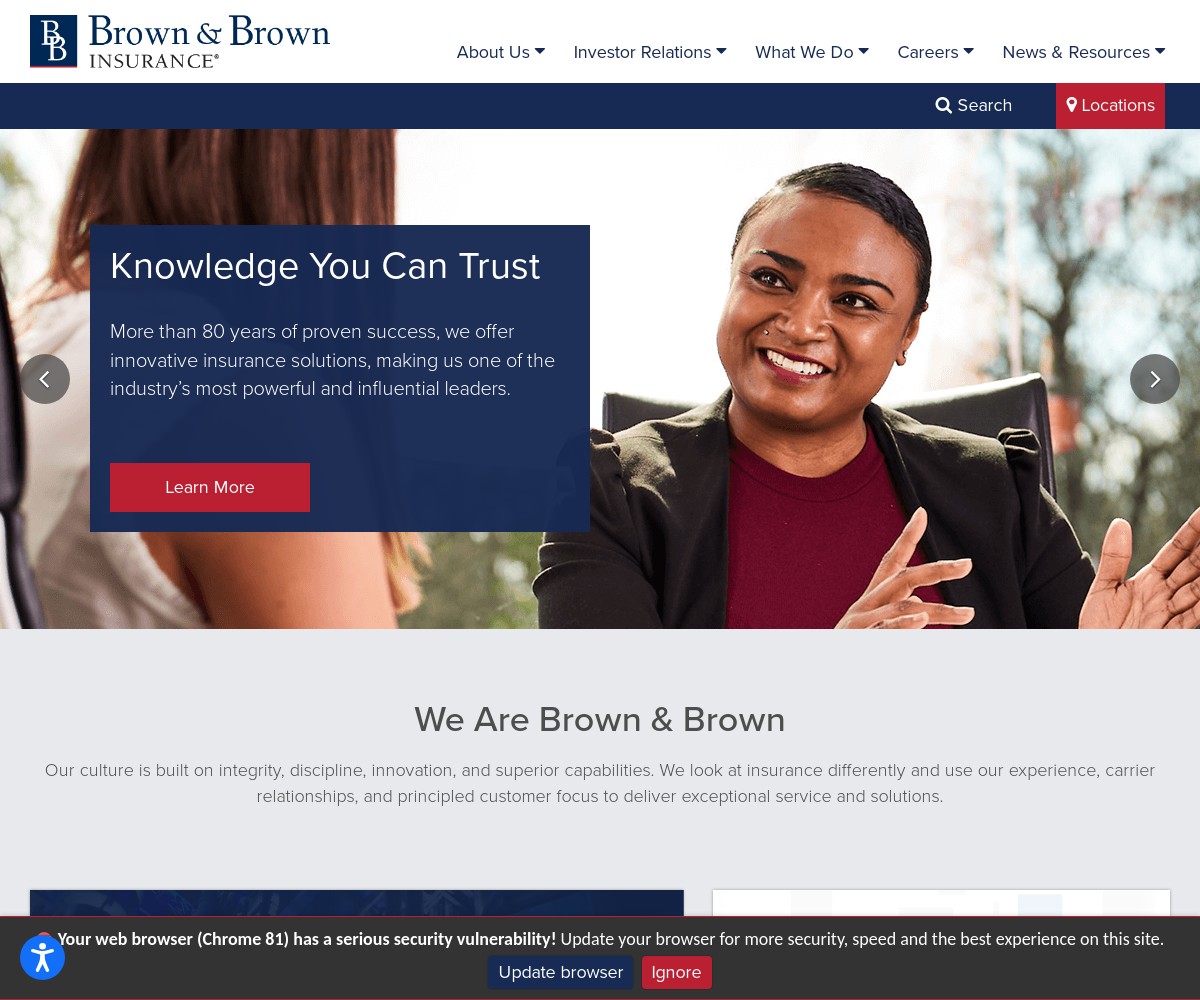 Brown & Brown
INSURANCE®
About Us
Investor Relations
What We Do
Careers
News & Resources
Search
Locations
Knowledge You Can Trust
More than 80 years of proven success, we offer
innovative insurance solutions, making us one of the
industry’s most powerful and influential leaders.
Learn More
We Are Brown & Brown
Our culture is built on integrity, discipline, innovation, and superior capabilities. We look at insurance differently and use our experience, carrier
relationships, and principled customer focus to deliver exceptional service and solutions.
Your web browser (Chrome 81) has a serious security vulnerability! Update your browser for more security, speed and the best experience on this site.
Update browser
Ignore